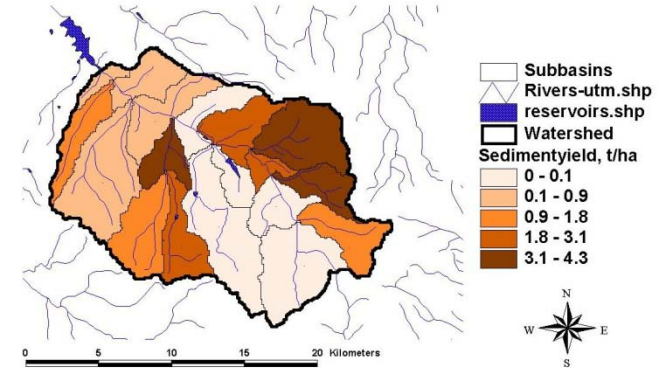 Subbasins
Rivers-utm.shp
reservoirs.shp
Watershed
Sedimentyield, t/ha
0 - 0.1
0.1 - 0.9
0.9 - 1.8
1.8 - 3.1
3.1 - 4.3
N
W E
S
0 5 10 15 20 Kilometers